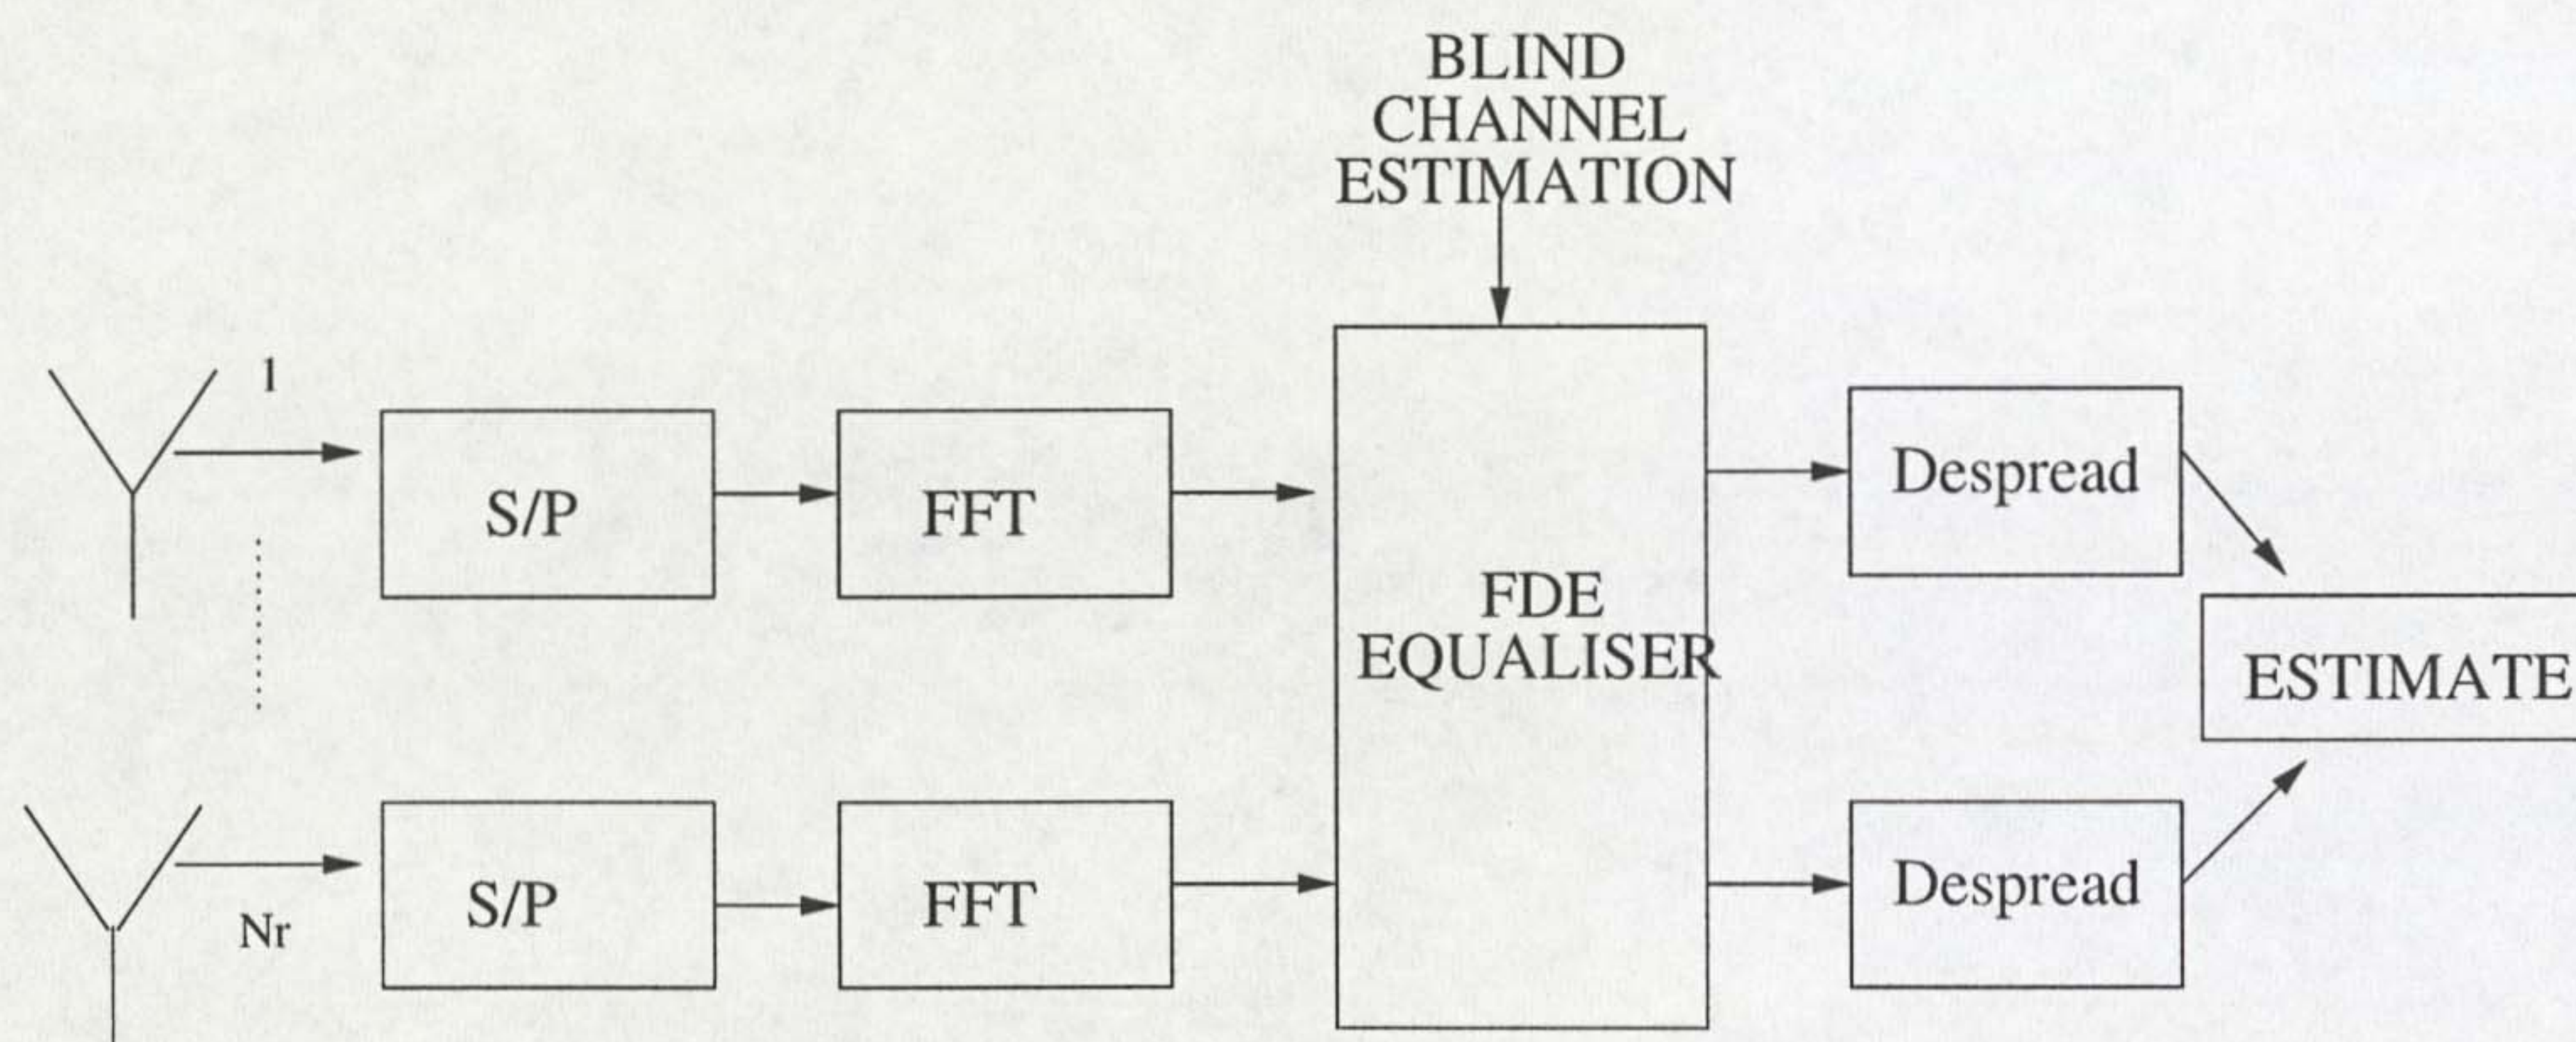 BLIND
CHANNEL
ESTIMATION
1
S/P
FFT
Despread
FDE
EQUALISER
ESTIMATE
S/P
FFT
Despread
Nr